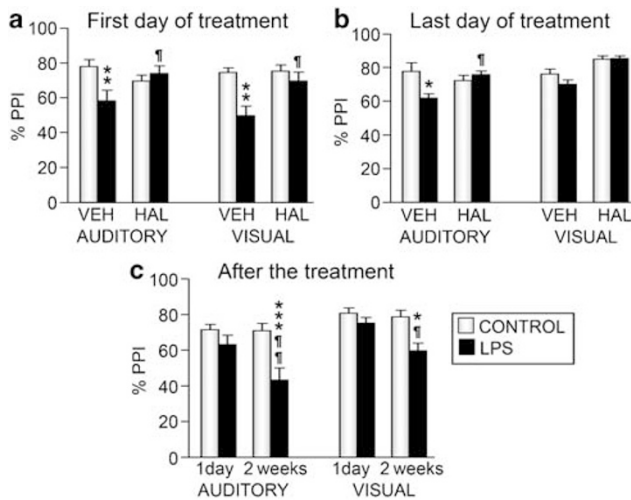 a First day of treatment
% PPI
100
80
60
40
20
0
**
¶
**
¶
VEH HAL VEH HAL
AUDITORY VISUAL
b Last day of treatment
% PPI
100
80
60
40
20
0
*
¶
VEH HAL VEH HAL
AUDITORY VISUAL
c After the treatment
% PPI
100
80
60
40
20
0
***¶¶
*¶
1day 2 weeks 1day 2 weeks
AUDITORY VISUAL
CONTROL
LPS